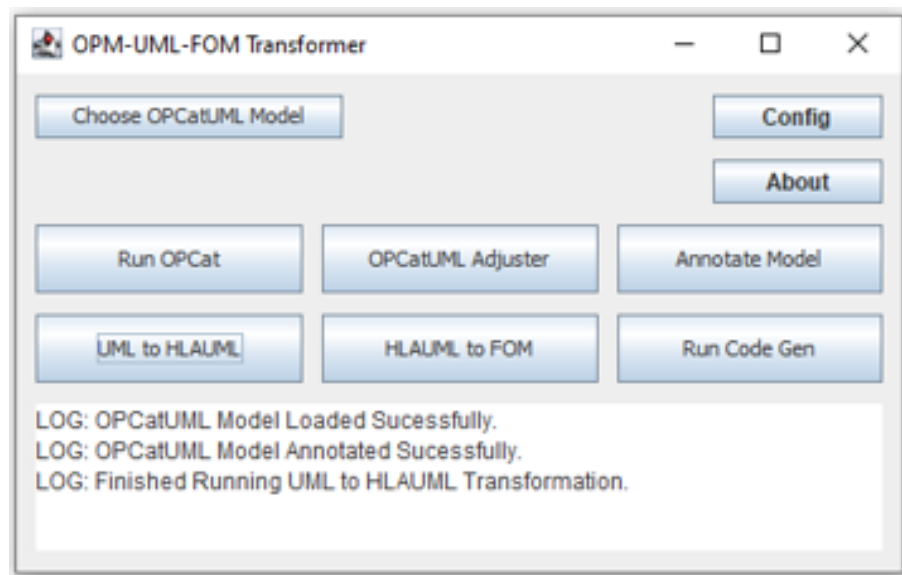 OPM-UML-FOM Transformer
Choose OPCatUML Model
Config
About
Run OPCat
OPCatUML Adjuster
Annotate Model
UML to HLAUML
HLAUML to FOM
Run Code Gen
LOG: OPCatUML Model Loaded Sucessfully.
LOG: OPCatUML Model Annotated Sucessfully.
LOG: Finished Running UML to HLAUML Transformation.